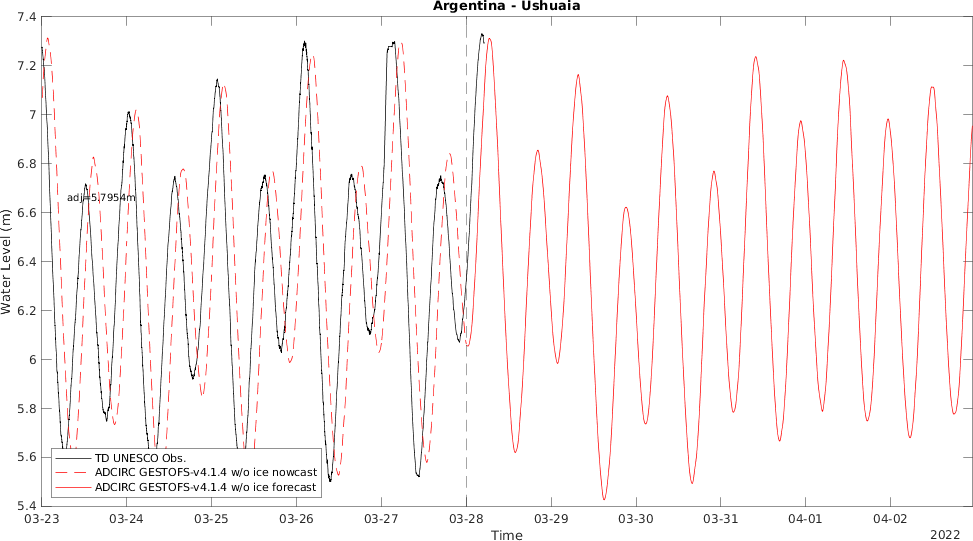 Argentina - Ushuaia
7.4
7.2
7
6.8
6.6
6.4
6.2
6
5.8
5.6
5.4
Water Level (m)
adj=5.7954m
TD UNESCO Obs.
ADCIRC GESTOFS-v4.1.4 w/o ice nowcast
ADCIRC GESTOFS-v4.1.4 w/o ice forecast
03-23 03-24 03-25 03-26 03-27 03-28 03-29 03-30 03-31 04-01 04-02
Time
2022